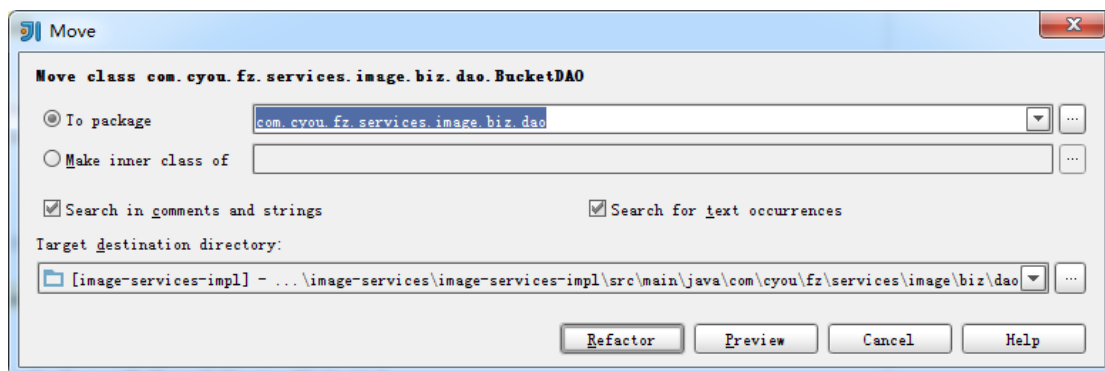 Move
Move class com.cyou.fz.services.image.biz.dao.BucketDAO
To package com.cyou.fz.services.image.biz.dao ...
Make inner class of ...
Search in comments and strings Search for text occurrences
Target destination directory:
[image-services-impl] - ...\image-services\image-services-impl\src\main\java\com\cyou\fz\services\image\biz\dao ...
Refactor Preview Cancel Help